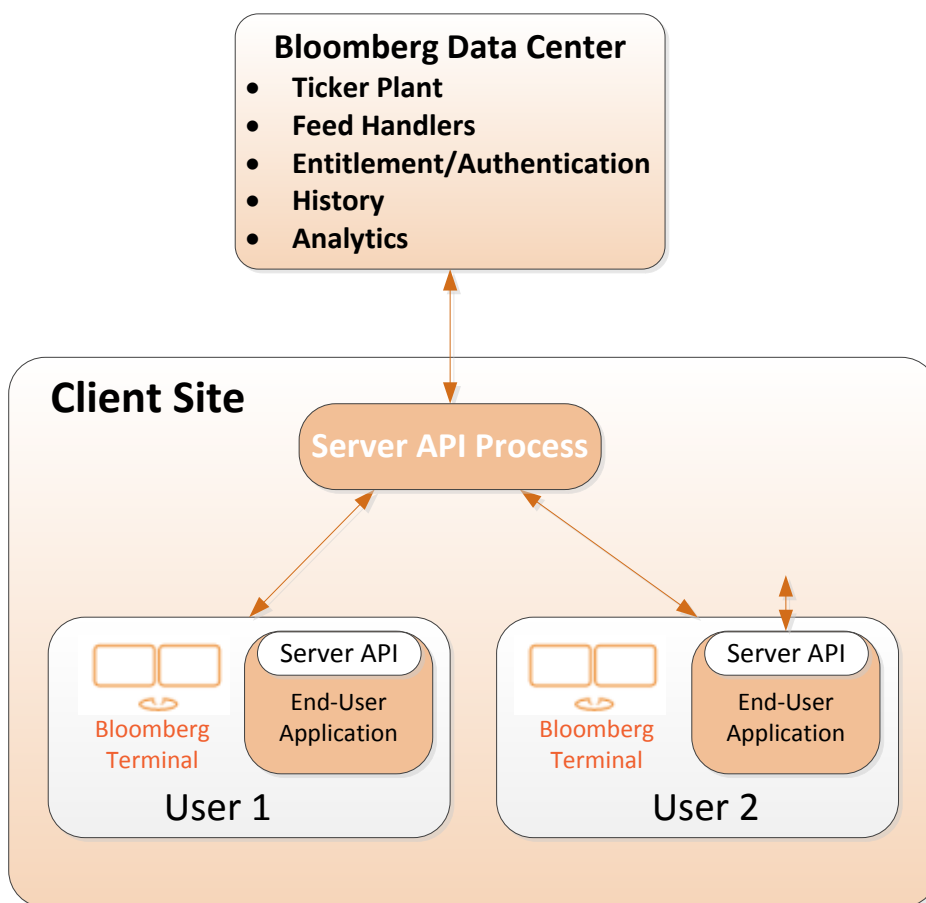 Bloomberg Data Center
• Ticker Plant
• Feed Handlers
• Entitlement/Authentication
• History
• Analytics
Client Site
Server API Process
Server API
End-User
Application
Bloomberg
Terminal
User 1
Server API
End-User
Application
Bloomberg
Terminal
User 2